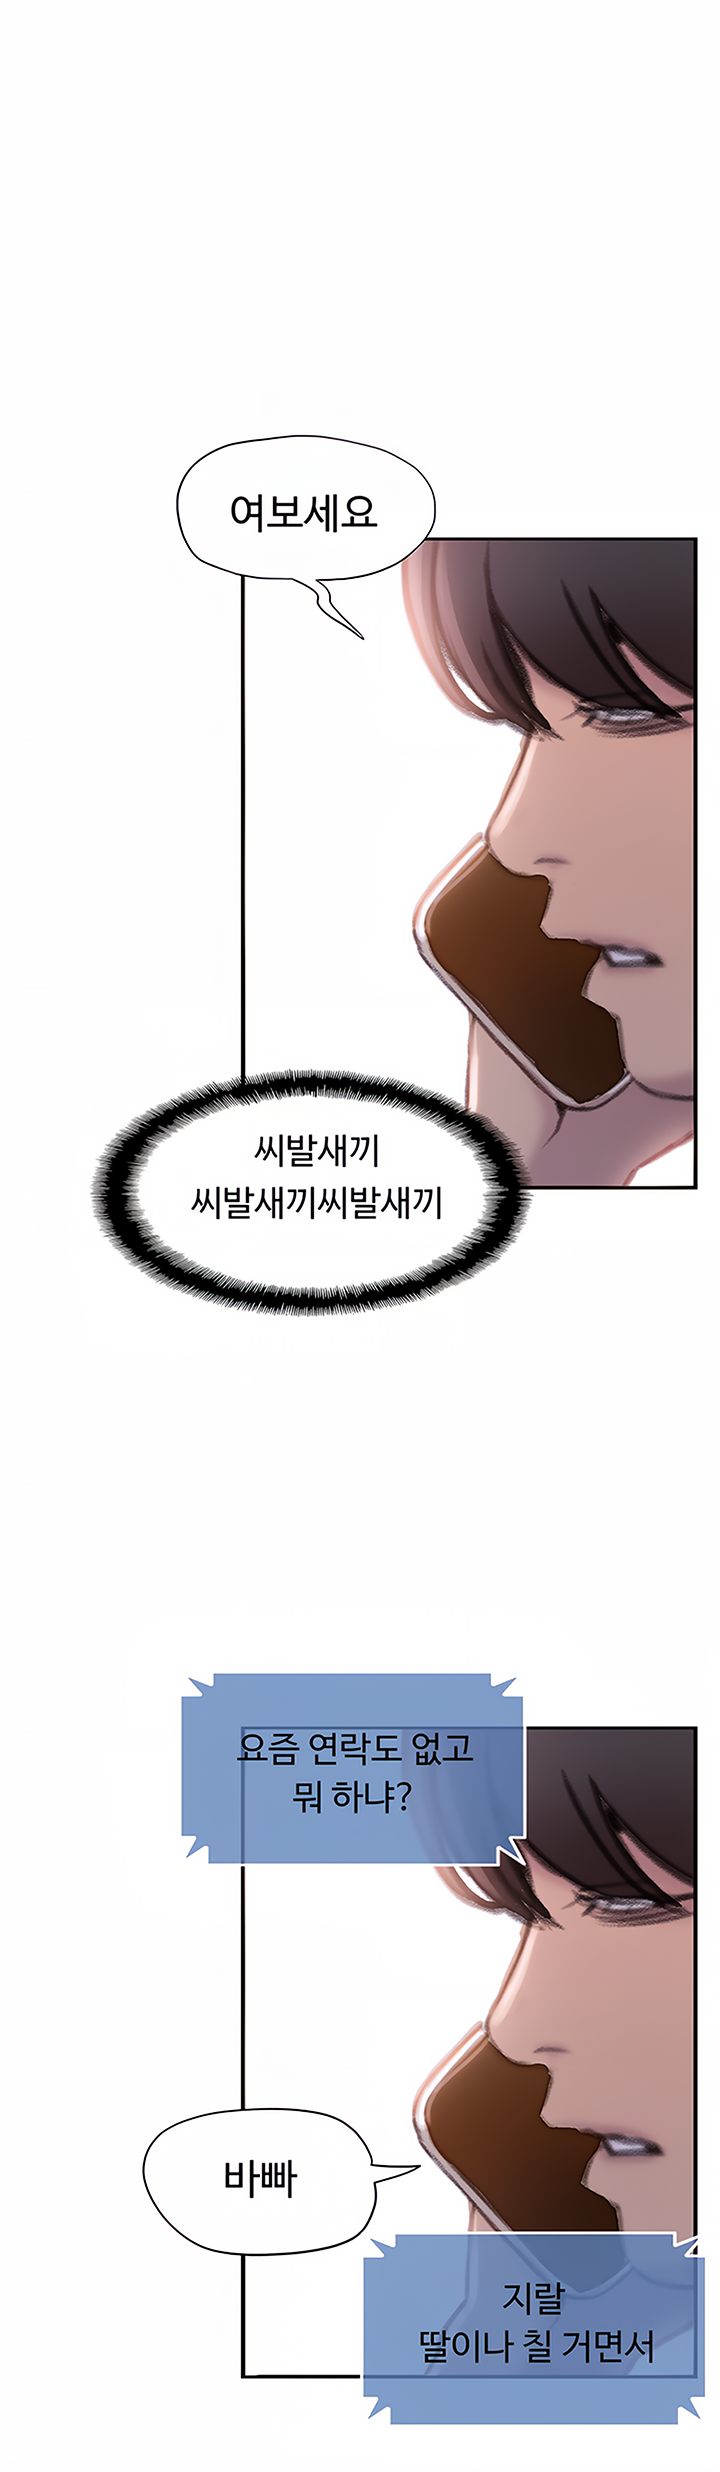 여보세요
씨발새끼
씨발새끼씨발새끼
요즘 연락도 없고
뭐 하냐?
바빠
지랄
딸이나 칠 거면서